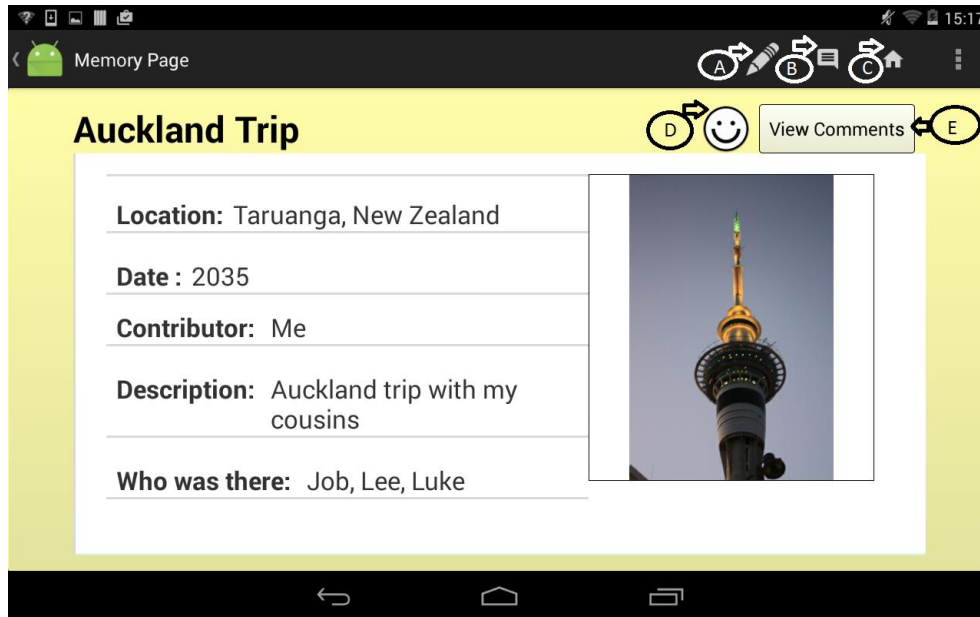 15:17
Memory Page
A
B
C
Auckland Trip
D
View Comments
E
Location: Taruanga, New Zealand
Date : 2035
Contributor: Me
Description: Auckland trip with my
cousins
Who was there: Job, Lee, Luke